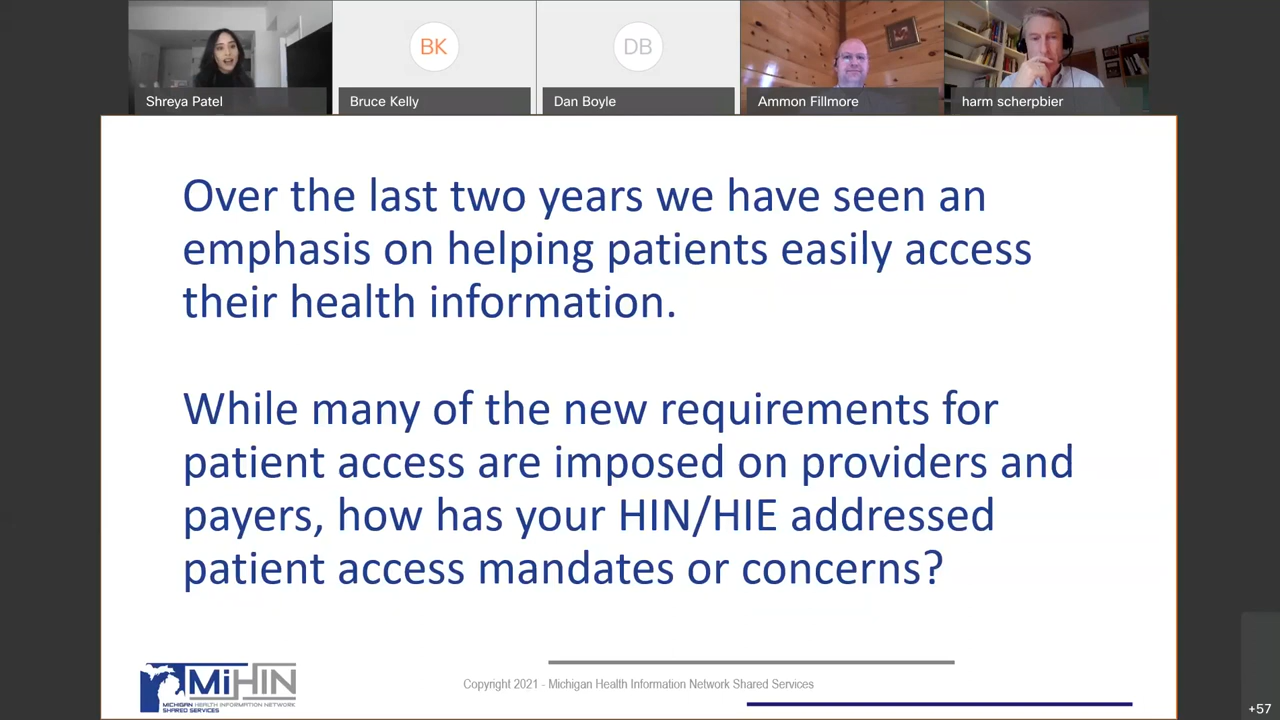 BK
DB
Shreya Patel
Bruce Kelly
Dan Boyle
Ammon Fillmore
harm scherpbier
Over the last two years we have seen an
emphasis on helping patients easily access
their health information.
While many of the new requirements for
patient access are imposed on providers and
payers, how has your HIN/HIE addressed
patient access mandates or concerns?
MiHIN
MICHIGAN HEALTH INFORMATION NETWORK
SHARED SERVICES
Copyright 2021 - Michigan Health Information Network Shared Services
+57